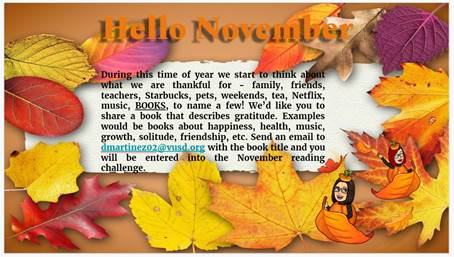 Hello November
During this time of year we start to think about
what we are thankful for - family, friends,
teachers, Starbucks, pets, weekends, tea, Netflix,
music, BOOKS, to name a few! We'd like you to
share a book that describes gratitude. Examples
would be books about happiness, health, music,
growth, solitude, friendship, etc. Send an email to
dmartinez02@vusd.org with the book title and you
will be entered into the November reading
challenge.